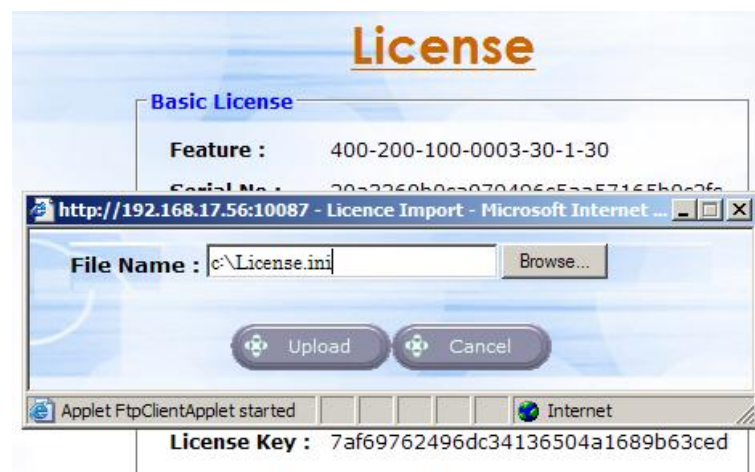 License
Basic License
Feature : 400-200-100-0003-30-1-30
http://192.168.17.56:10087 - Licence Import - Microsoft Internet ...
File Name : c:\License.ini Browse...
Upload Cancel
Applet FtpClientApplet started Internet
License Key : 7af69762496dc34136504a1689b63ced